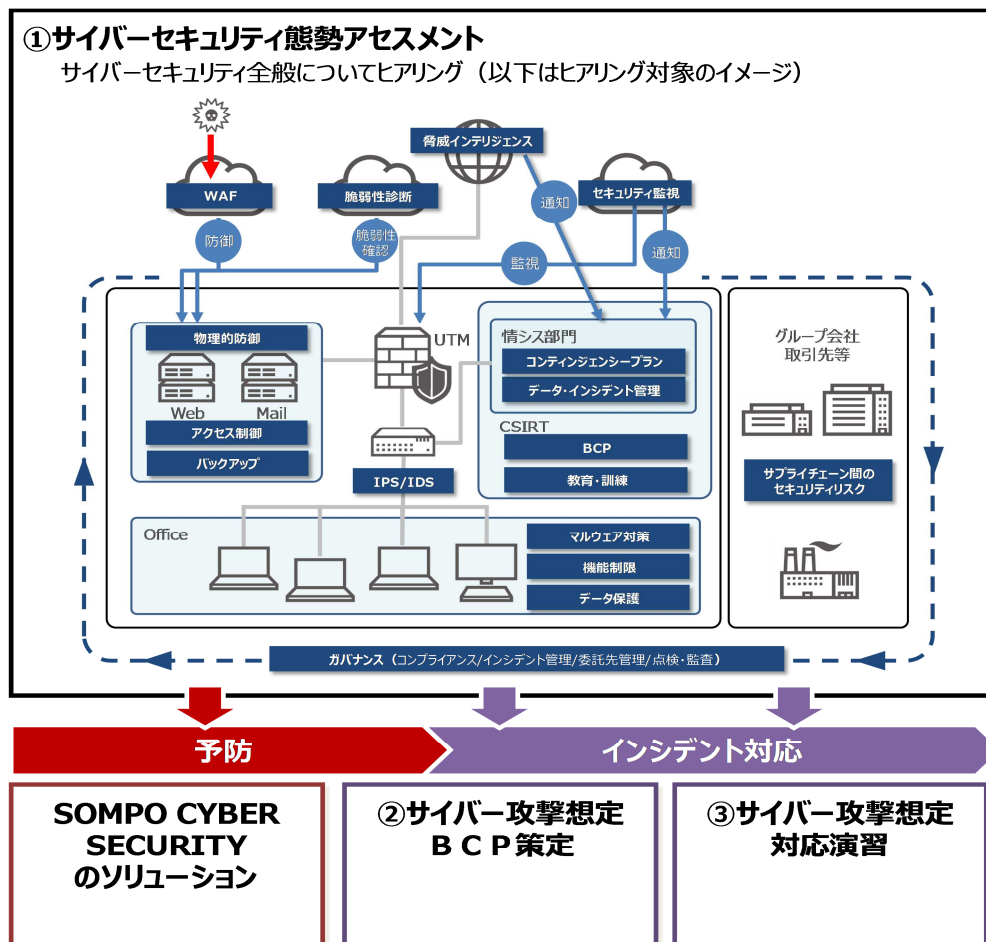 ①サイバーセキュリティ態勢アセスメント
サイバーセキュリティ全般についてヒアリング（以下はヒアリング対象のイメージ）
脅威インテリジェンス
WAF
脆弱性診断
セキュリティ監視
通知
防御
脆弱性
確認
監視
通知
物理的防御
UTM
情シス部門
グループ会社
取引先等
コンティンジェンシープラン
データ・インシデント管理
Web
Mail
アクセス制御
バックアップ
CSIRT
BCP
教育・訓練
サプライチェーン間の
セキュリティリスク
IPS/IDS
Office
マルウェア対策
機能制限
データ保護
ガバナンス（コンプライアンス/インシデント管理/委託先管理/点検・監査）
予防
インシデント対応
SOMPO CYBER
SECURITY
のソリューション
②サイバー攻撃想定
ＢＣＰ策定
③サイバー攻撃想定
対応演習